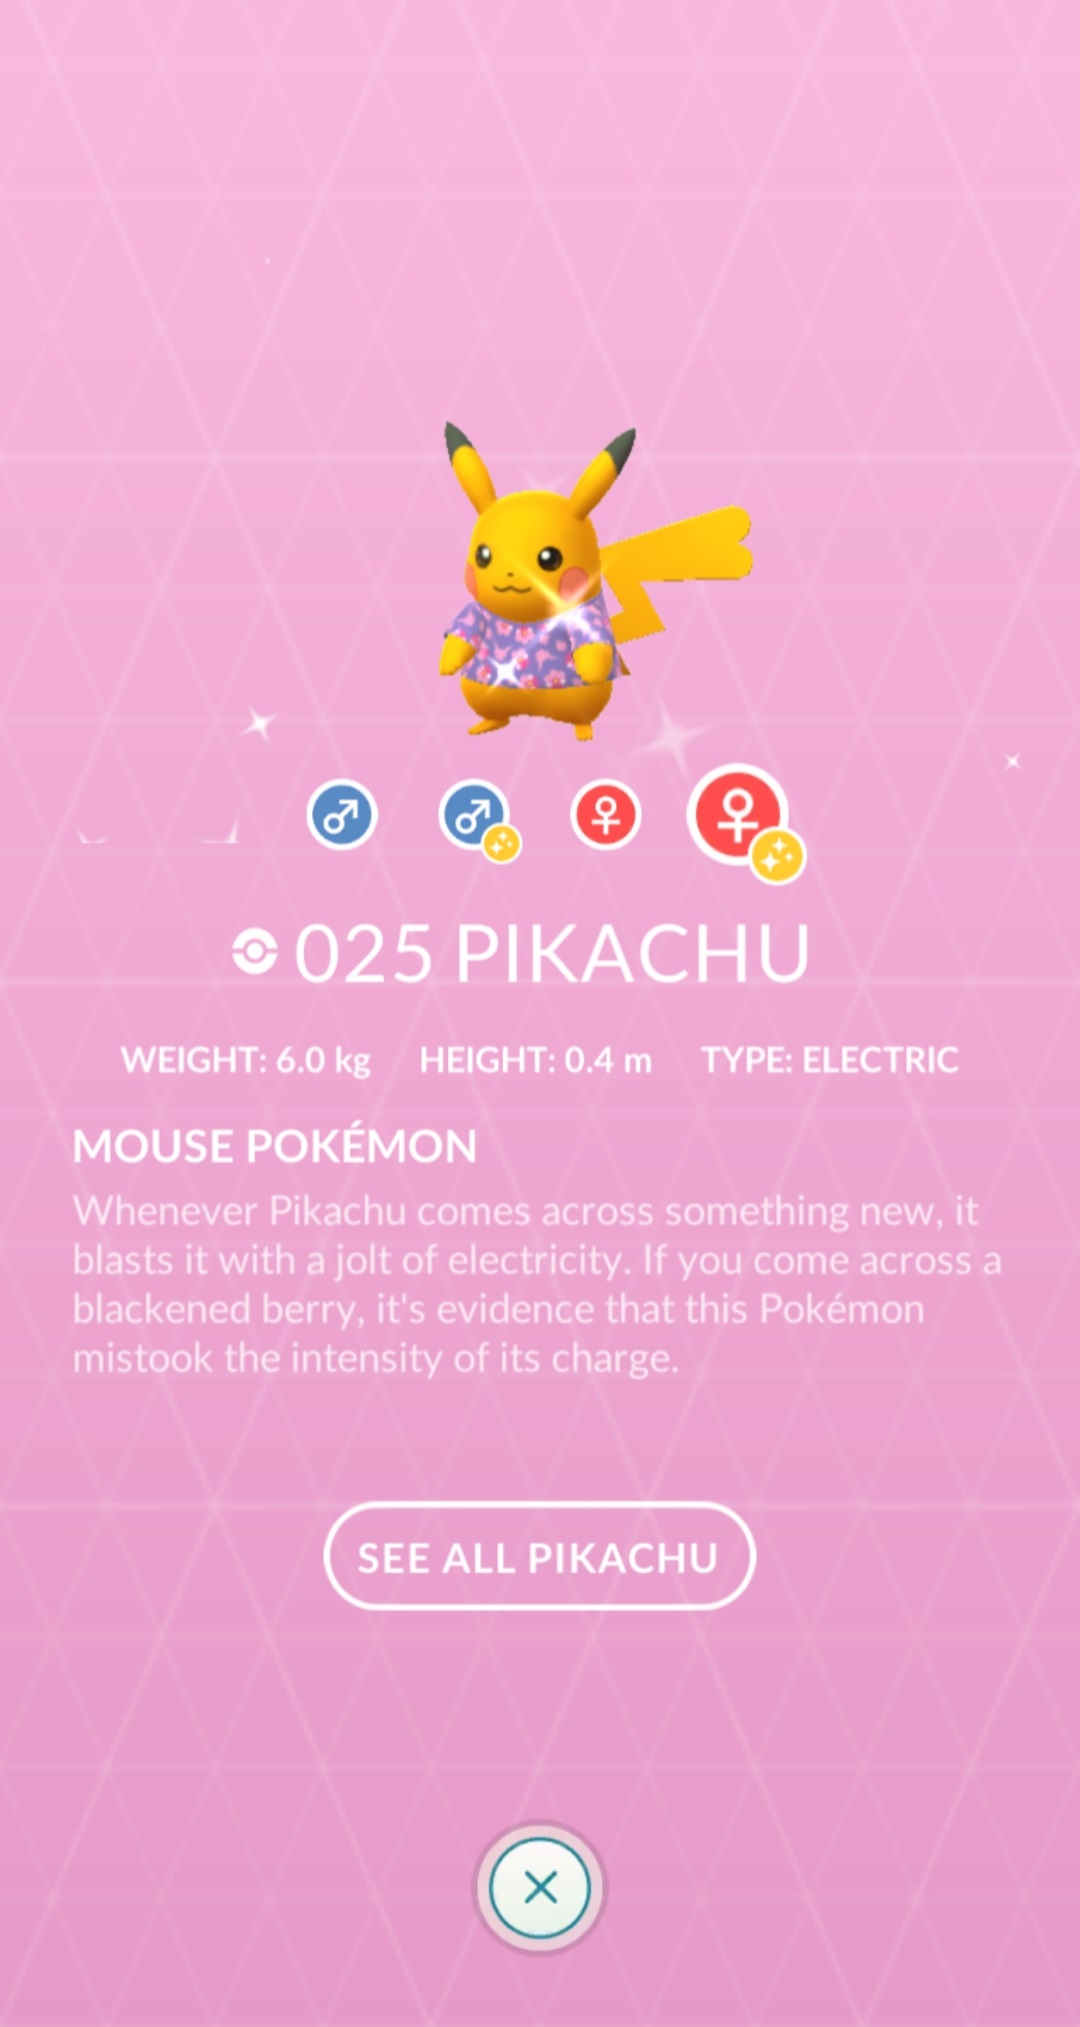 025 PIKACHU
WEIGHT: 6.0 kg HEIGHT: 0.4 m TYPE: ELECTRIC
MOUSE POKÉMON
Whenever Pikachu comes across something new, it
blasts it with a jolt of electricity. If you come across a
blackened berry, it's evidence that this Pokémon
mistook the intensity of its charge.
SEE ALL PIKACHU